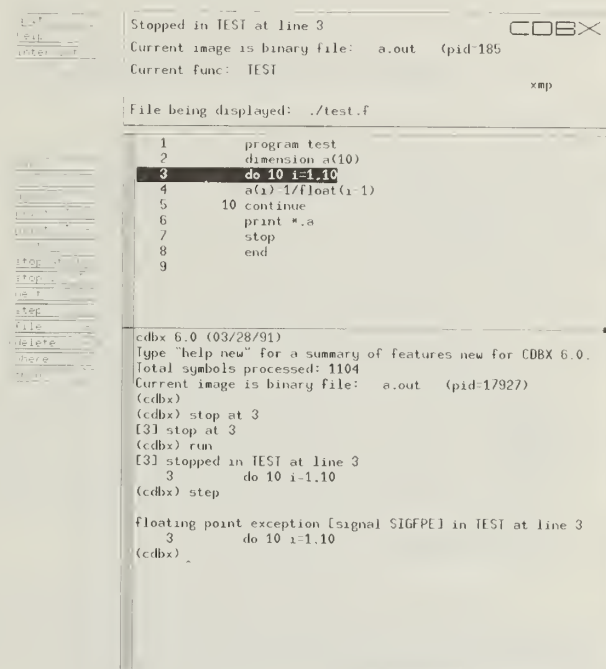 Stopped in TEST at line 3
CDBX
Current image is binary file: a.out (pid-185
Current func: TEST
xmp
File being displayed: ./test.f
1 program test
2 dimension a(10)
3 do 10 i=1,10
4 a(i)-1/float(i-1)
5 10 continue
6 print *.a
7 stop
8 end
9
stop
stop
step
file
delete
cdbx 6.0 (03/28/91)
Type "help new" for a summary of features new for CDBX 6.0.
Total symbols processed: 1104
Current image is binary file: a.out (pid=17927)
(cdbx)
(cdbx) stop at 3
[3] stop at 3
(cdbx) run
[3] stopped in TEST at line 3
3 do 10 i-1.10
(cdbx) step
floating point exception [signal SIGFPE] in TEST at line 3
3 do 10 i=1.10
(cdbx) _